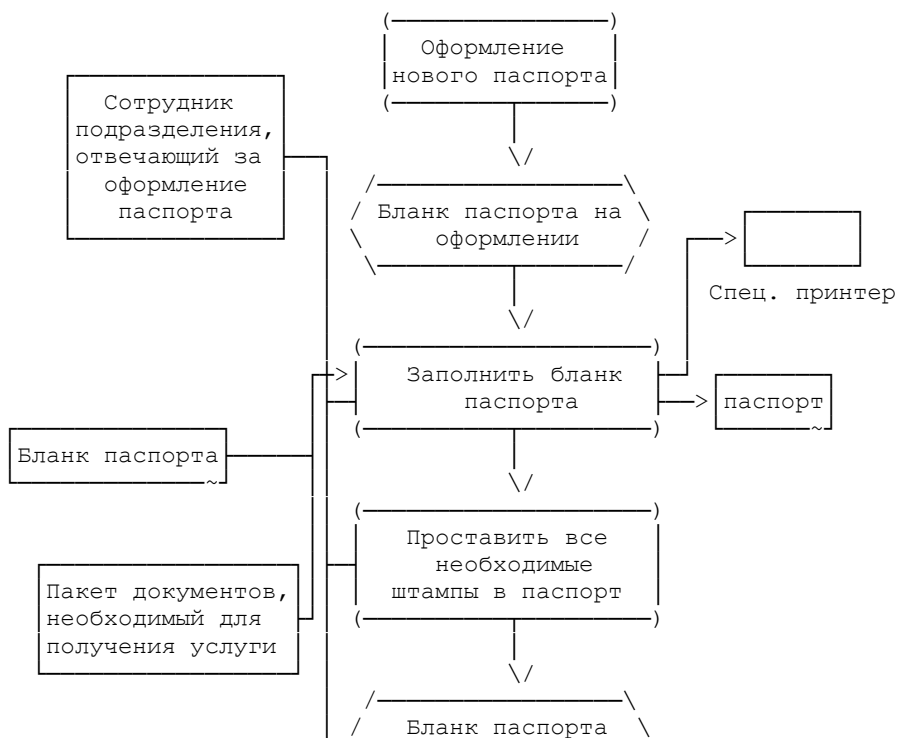 Оформление
нового паспорта
Сотрудник
подразделения,
отвечающий за
оформление
паспорта
Бланк паспорта на
оформлении
Спец. принтер
Заполнить бланк
паспорта
паспорт
Бланк паспорта
Проставить все
необходимые
штампы в паспорт
Пакет документов,
необходимый для
получения услуги
Бланк паспорта